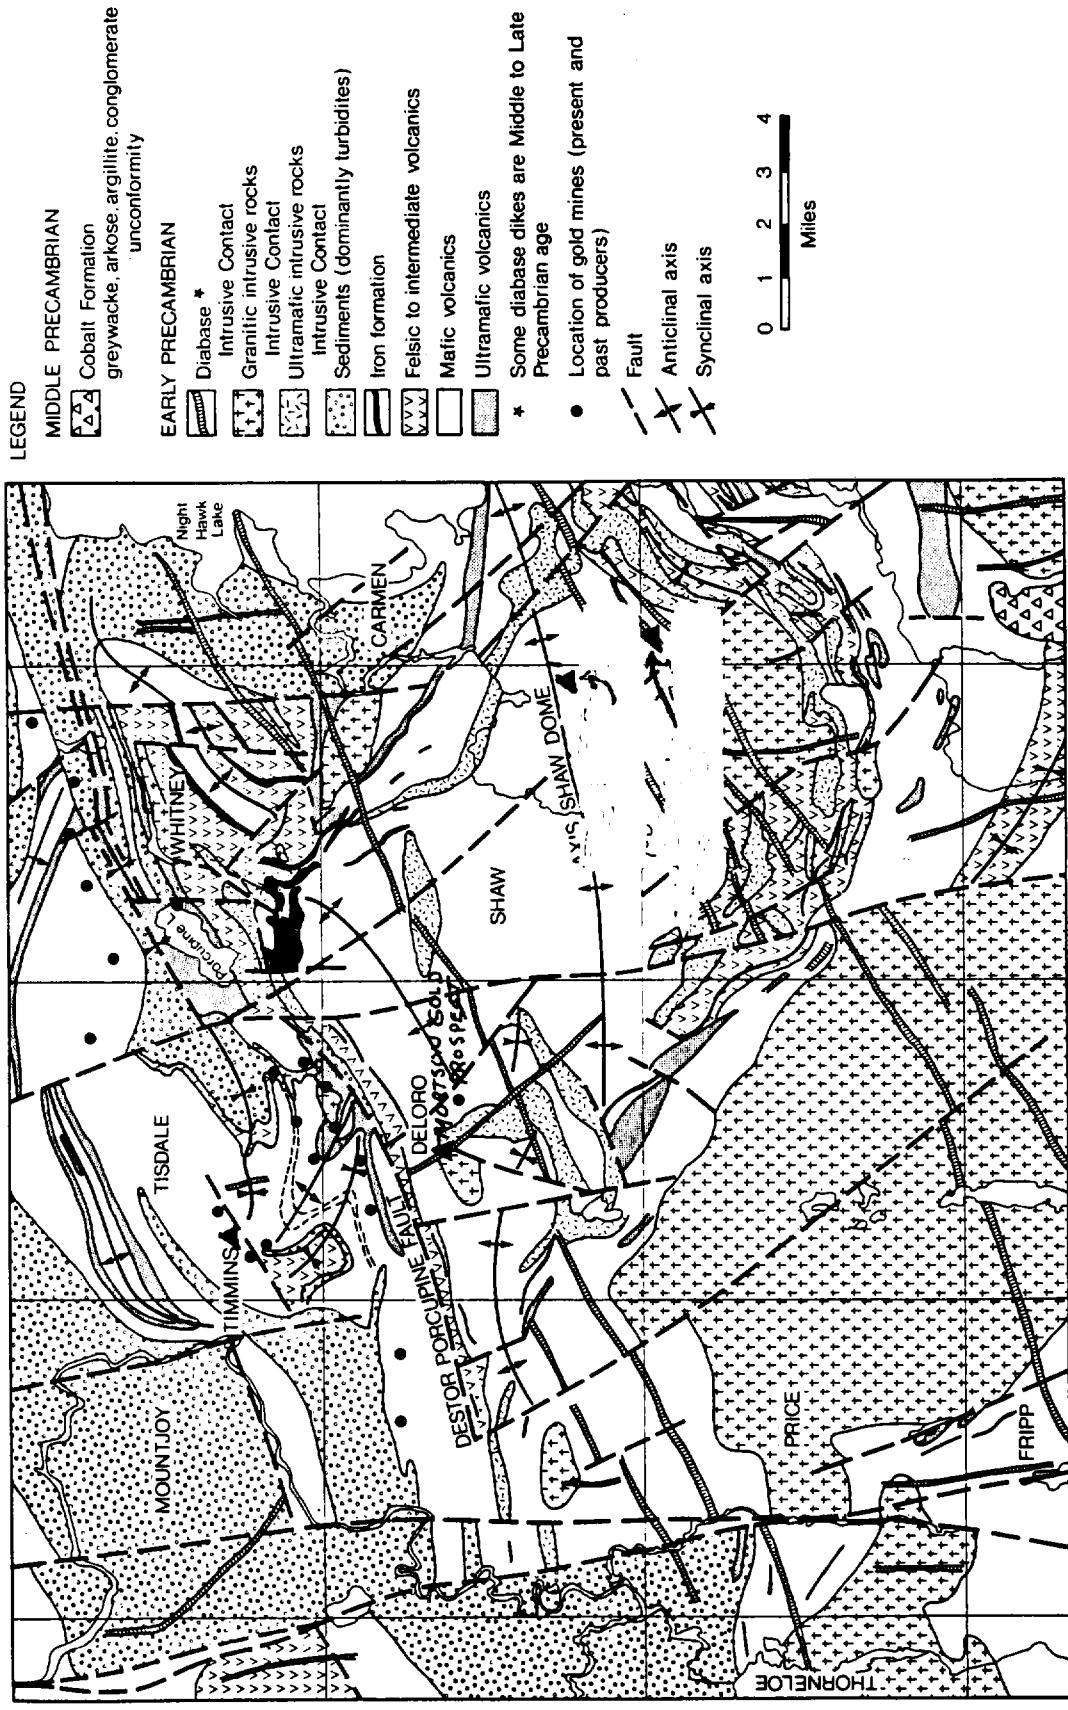 LEGEND
MIDDLE PRECAMBRIAN
Cobalt Formation
greywacke, arkose, argillite, conglomerate
unconformity
EARLY PRECAMBRIAN
Diabase *
Intrusive Contact
Granitic intrusive rocks
Intrusive Contact
Ultramatic intrusive rocks
Intrusive Contact
Sediments (dominantly turbidites)
Iron formation
Felsic to intermediate volcanics
Mafic volcanics
Ultramafic volcanics
* Some diabase dikes are Middle to Late
Precambrian age
Location of gold mines (present and
past producers)
Fault
Anticlinal axis
Synclinal axis
0 1 2 3 4
Miles
Night
Hawk
Lake
MOUNTJOY
TIMMINS
TISDALE
WHITNEY
Porcupine L.
CARMEN
DESTOR PORCUPINE FAULT
DELORO
AMORTSON GOLD
PROSPECT
SHAW
AXIS SHAW DOME
PRICE
THORNELOE
FRIPP